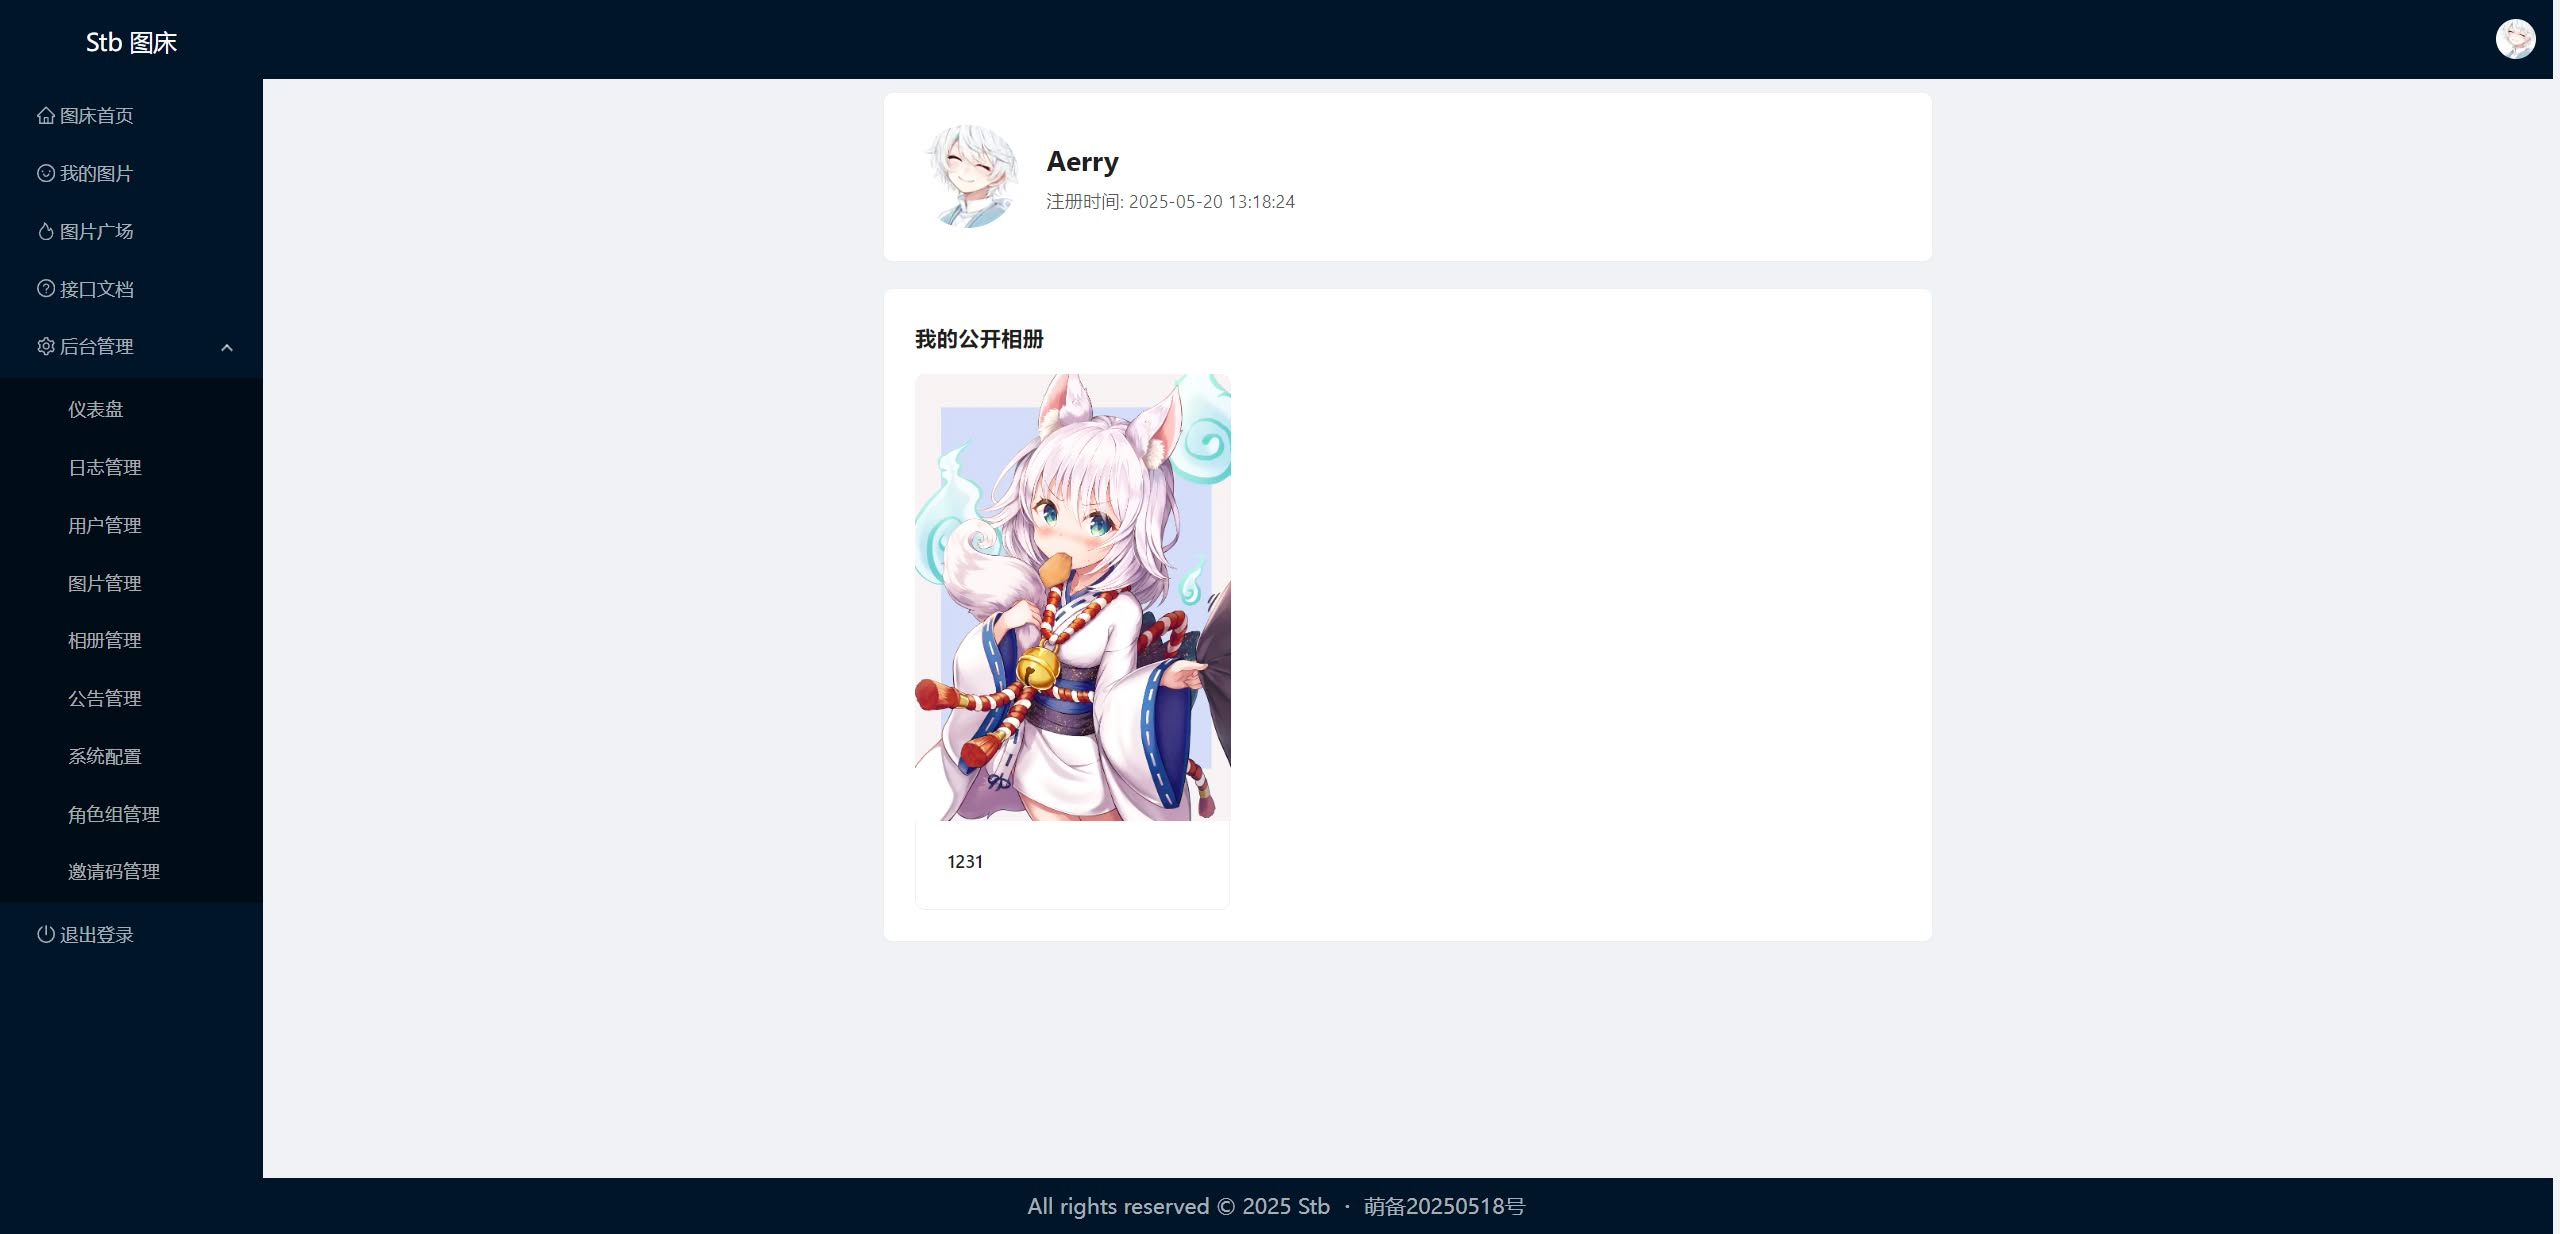 Stb 图床
图床首页
我的图片
图片广场
接口文档
后台管理
仪表盘
日志管理
用户管理
图片管理
相册管理
公告管理
系统配置
角色组管理
邀请码管理
退出登录
Aerry
注册时间: 2025-05-20 13:18:24
我的公开相册
1231
All rights reserved © 2025 Stb · 萌备20250518号